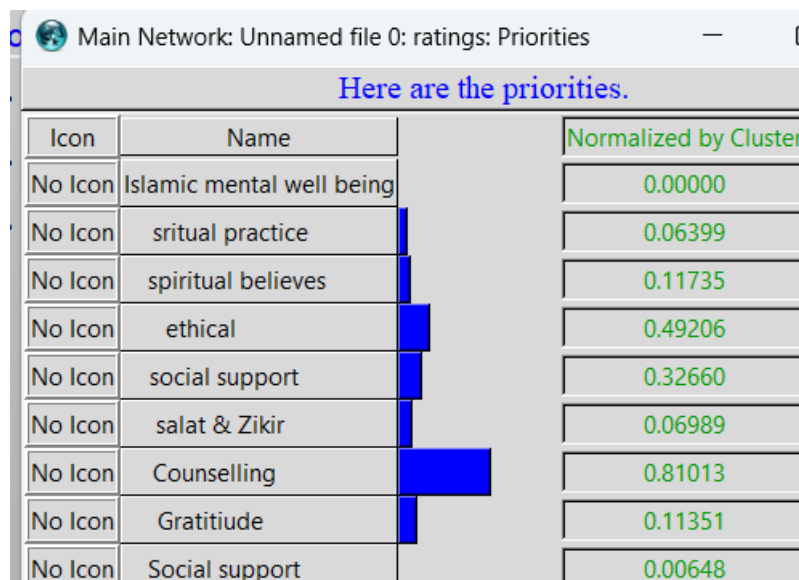 Main Network: Unnamed file 0: ratings: Priorities
Here are the priorities.
Icon Name Normalized by Cluster
No Icon Islamic mental well being 0.00000
No Icon sritual practice 0.06399
No Icon spiritual believes 0.11735
No Icon ethical 0.49206
No Icon social support 0.32660
No Icon salat & Zikir 0.06989
No Icon Counselling 0.81013
No Icon Gratitiude 0.11351
No Icon Social support 0.00648